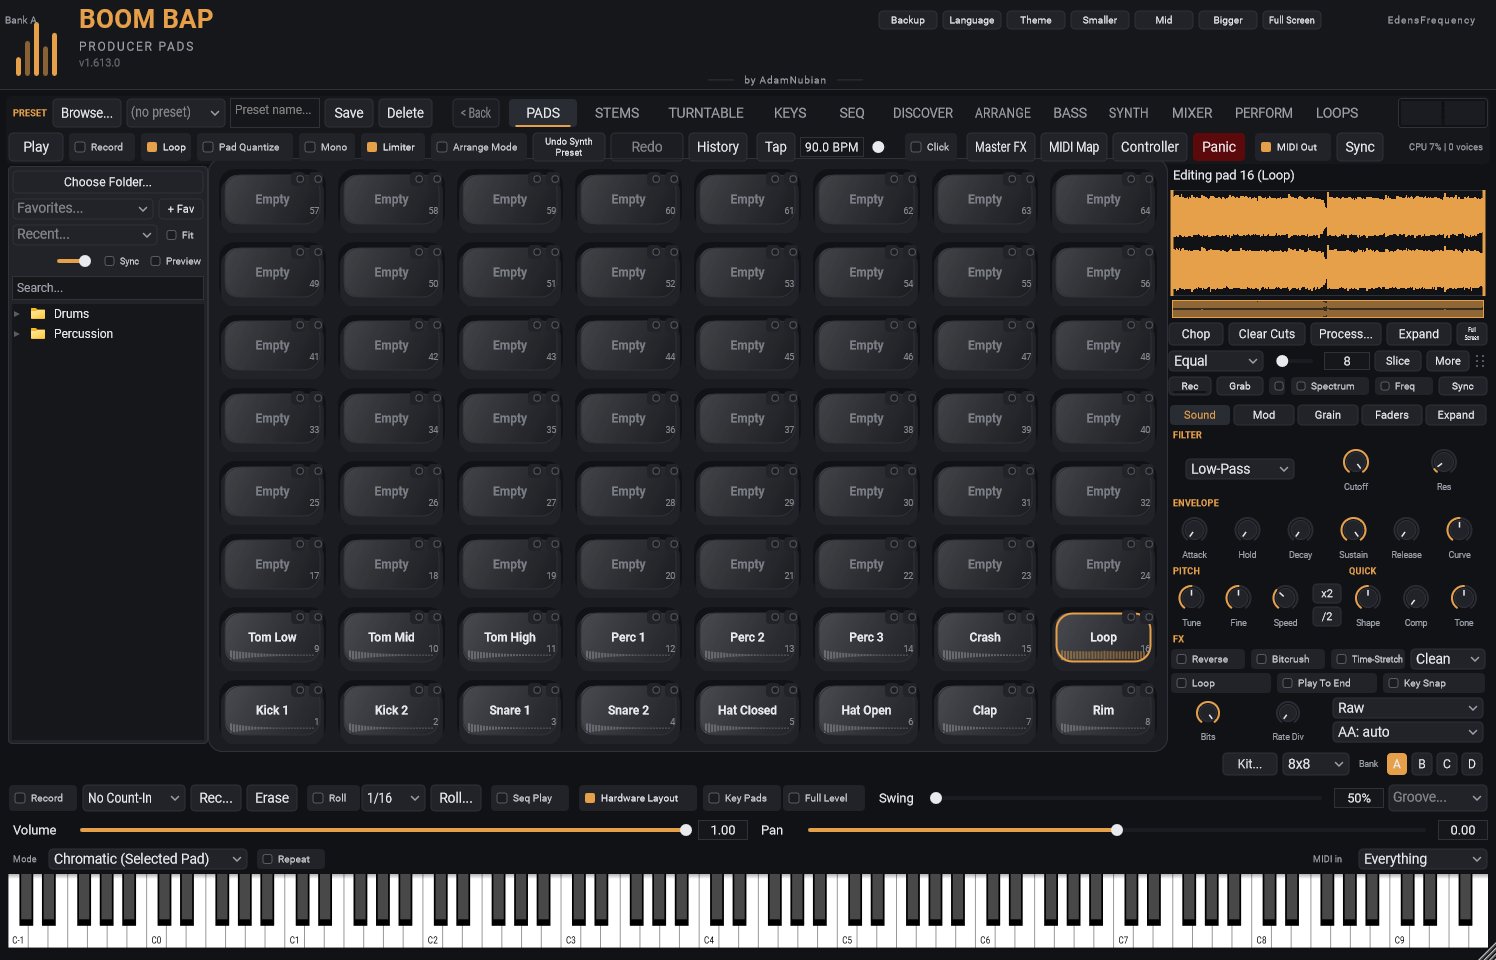 Bank A
BOOM BAP
PRODUCER PADS
v1.613.0
Backup Language Theme Smaller Mid Bigger Full Screen EdensFrequency
by AdamNubian
PRESET Browse... (no preset) Preset name... Save Delete < Back PADS STEMS TURNTABLE KEYS SEQ DISCOVER ARRANGE BASS SYNTH MIXER PERFORM LOOPS
Play Record Loop Pad Quantize Mono Limiter Arrange Mode Undo Synth Preset Redo History Tap 90.0 BPM Click Master FX MIDI Map Controller Panic MIDI Out Sync CPU 7% | 0 voices
Choose Folder...
Favorites... + Fav
Recent... Fit
Sync Preview
Search...
Drums
Percussion
Empty 57 Empty 58 Empty 59 Empty 60 Empty 61 Empty 62 Empty 63 Empty 64
Empty 49 Empty 50 Empty 51 Empty 52 Empty 53 Empty 54 Empty 55 Empty 56
Empty 41 Empty 42 Empty 43 Empty 44 Empty 45 Empty 46 Empty 47 Empty 48
Empty 33 Empty 34 Empty 35 Empty 36 Empty 37 Empty 38 Empty 39 Empty 40
Empty 25 Empty 26 Empty 27 Empty 28 Empty 29 Empty 30 Empty 31 Empty 32
Empty 17 Empty 18 Empty 19 Empty 20 Empty 21 Empty 22 Empty 23 Empty 24
Tom Low 9 Tom Mid 10 Tom High 11 Perc 1 12 Perc 2 13 Perc 3 14 Crash 15 Loop 16
Kick 1 1 Kick 2 2 Snare 1 3 Snare 2 4 Hat Closed 5 Hat Open 6 Clap 7 Rim 8
Editing pad 16 (Loop)
Chop Clear Cuts Process... Expand Full Screen
Equal 8 Slice More
Rec Grab Spectrum Freq Sync
Sound Mod Grain Faders Expand
FILTER
Low-Pass Cutoff Res
ENVELOPE
Attack Hold Decay Sustain Release Curve
PITCH QUICK
x2
/2
Tune Fine Speed Shape Comp Tone
FX
Reverse Bitcrush Time-Stretch Clean
Loop Play To End Key Snap
Raw
AA: auto
Bits Rate Div
Kit... 8x8 Bank A B C D
Record No Count-In Rec... Erase Roll 1/16 Roll... Seq Play Hardware Layout Key Pads Full Level Swing 50% Groove...
Volume 1.00 Pan 0.00
Mode Chromatic (Selected Pad) Repeat MIDI in Everything
C-1 C0 C1 C2 C3 C4 C5 C6 C7 C8 C9